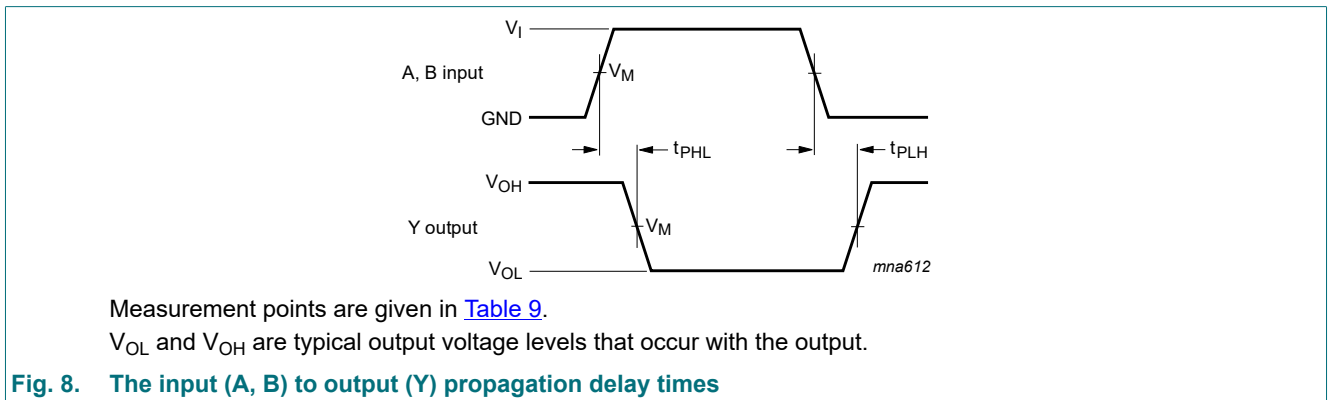 V_I
A, B input
V_M
GND
t_PHL
t_PLH
V_OH
Y output
V_M
V_OL
mna612
Measurement points are given in Table 9.
V_OL and V_OH are typical output voltage levels that occur with the output.
Fig. 8. The input (A, B) to output (Y) propagation delay times